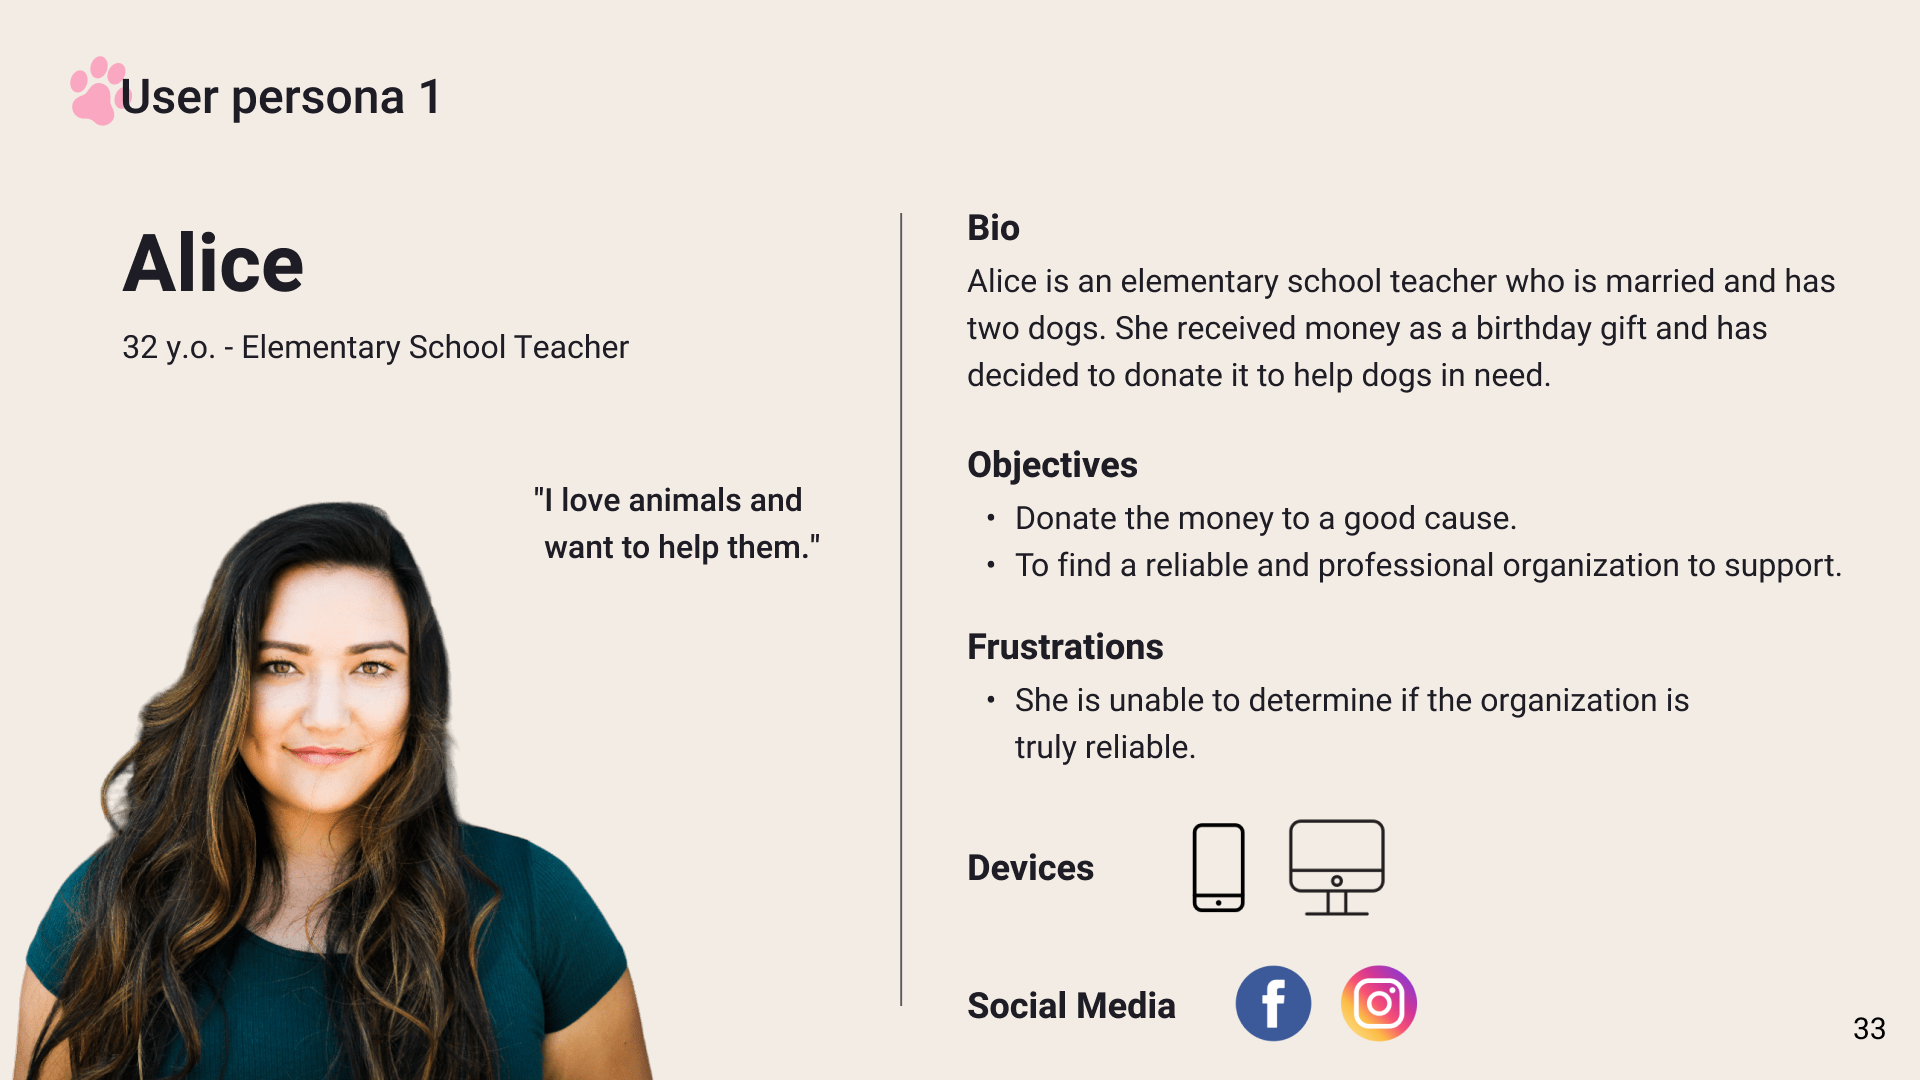 User persona 1
Alice
32 y.o. - Elementary School Teacher
"I love animals and
want to help them."
Bio
Alice is an elementary school teacher who is married and has
two dogs. She received money as a birthday gift and has
decided to donate it to help dogs in need.
Objectives
• Donate the money to a good cause.
• To find a reliable and professional organization to support.
Frustrations
• She is unable to determine if the organization is
truly reliable.
Devices
Social Media
33